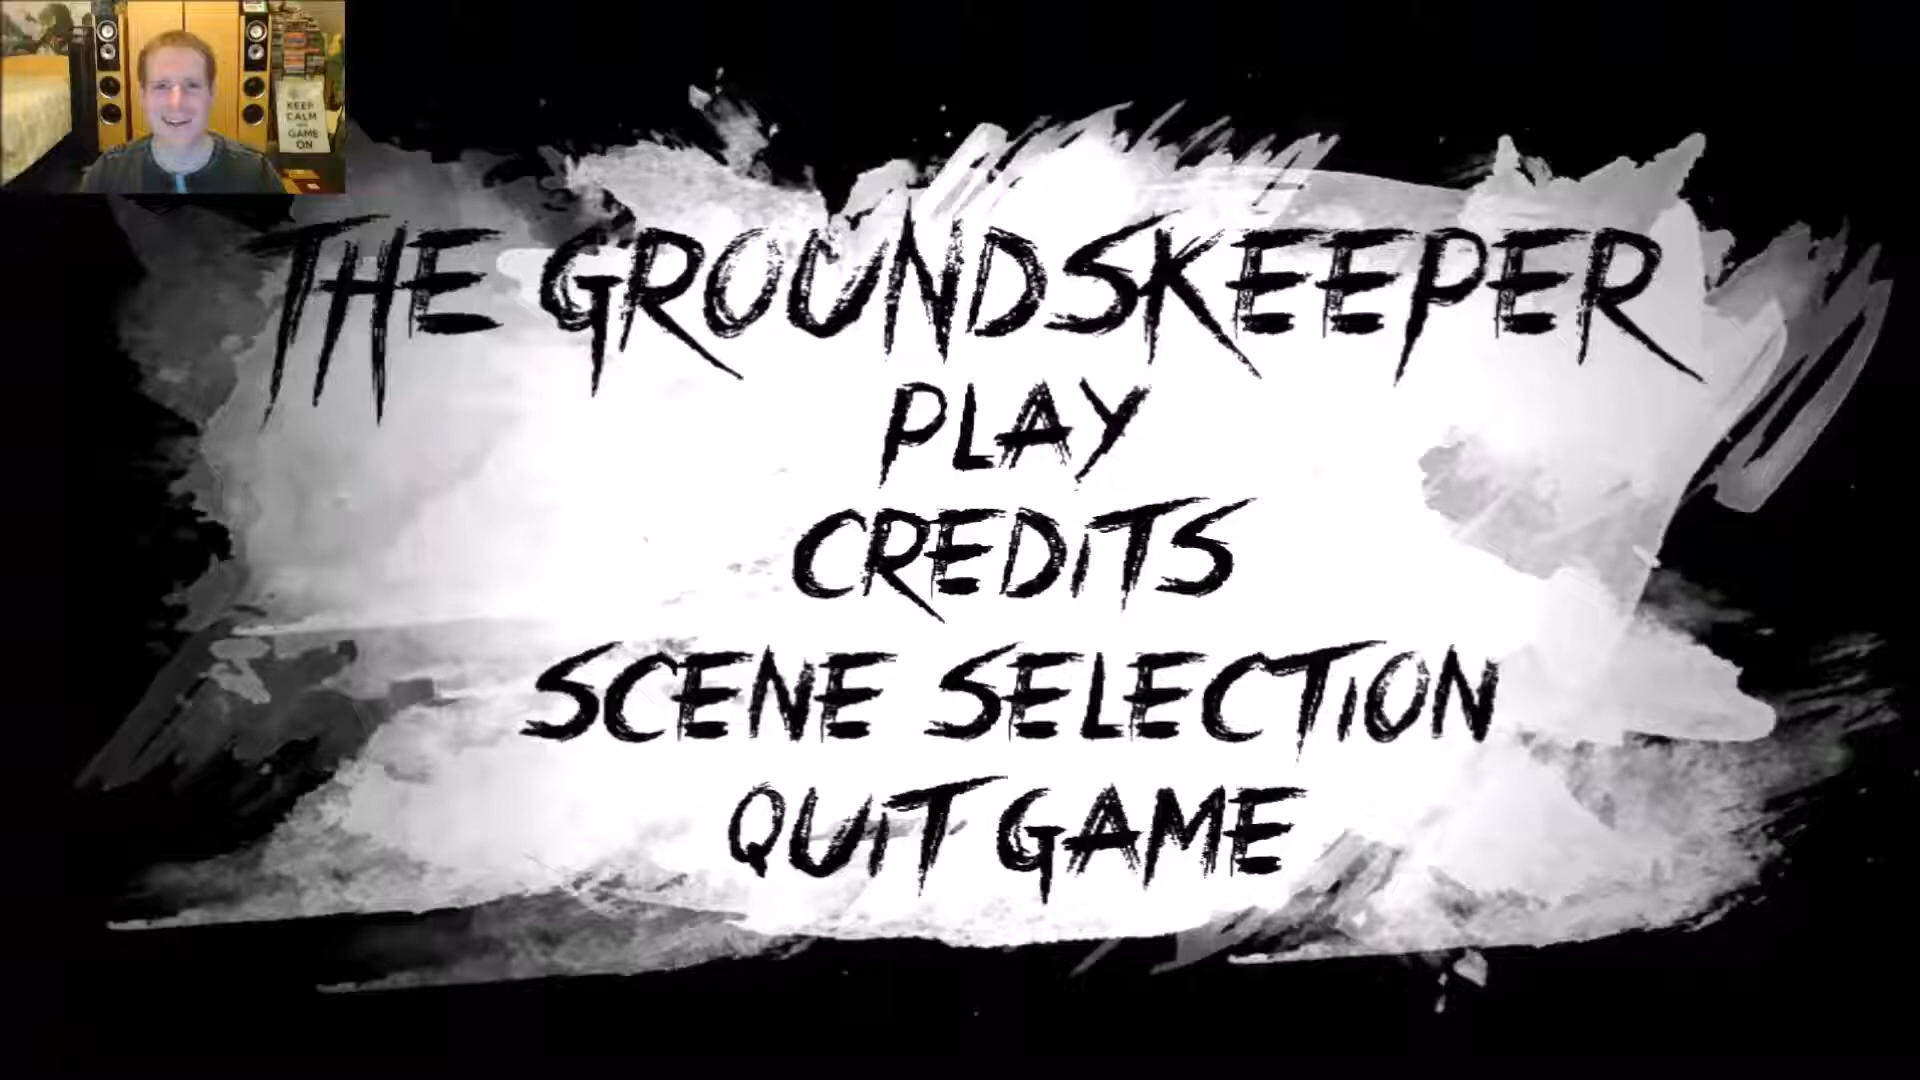 KEEP
CALM
GAME
ON
THE GROUNDSKEEPER
PLAY
CREDiTS
SCENE SELECTiON
QUiT GAME